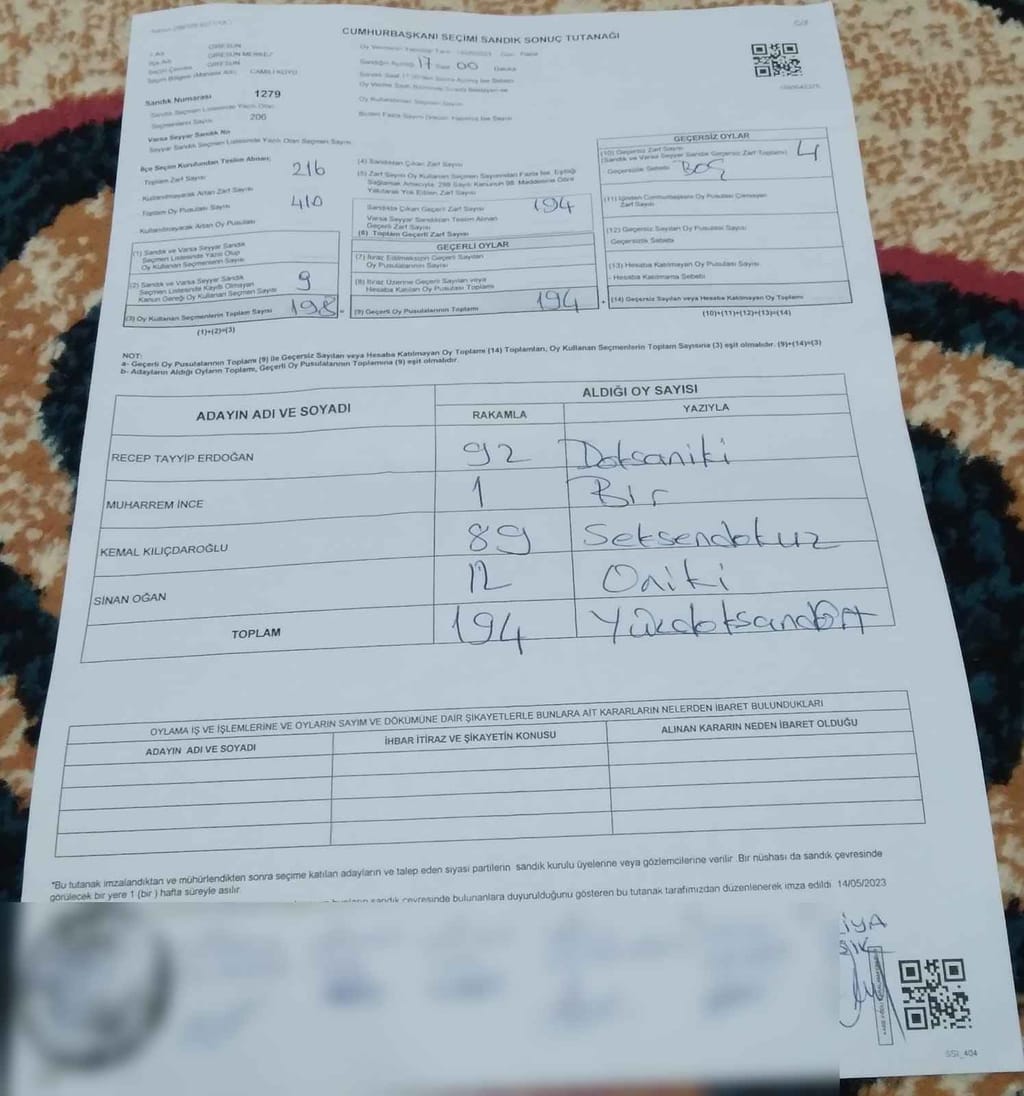 CUMHURBAŞKANI SEÇİMİ SANDIK SONUÇ TUTANAĞI
GİRESUN
GİRESUN MERKEZ
GİRESUN
Seçim Bölgesi (Mahalle Adı) CAMİLİ KÖYÜ
Sandığın Açılışı 17 Saat 00 Dakika
Sandık Numarası 1279
Sandık Seçmen Listesinde Yazılı Olan
Seçmenlerin Sayısı 206
Varsa Seyyar Sandık No
Seyyar Sandık Seçmen Listesinde Yazılı Olan Seçmen Sayısı
İlçe Seçim Kurulundan Teslim Alınan;
Toplam Zarf Sayısı 216
Kullanılmayarak Artan Zarf Sayısı
Toplam Oy Pusulası Sayısı 410
Kullanılmayarak Artan Oy Pusulası
(1) Sandık ve Varsa Seyyar Sandık
Seçmen Listesinde Yazılı Olup
Oy Kullanan Seçmenlerin Sayısı
(2) Sandık ve Varsa Seyyar Sandık
Seçmen Listesinde Kayıtlı Olmayan
Kanun Gereği Oy Kullanan Seçmen Sayısı 9
(3) Oy Kullanan Seçmenlerin Toplam Sayısı 198
(1)+(2)=(3)
(4) Sandıktan Çıkan Zarf Sayısı
(5) Zarf Sayısı Oy Kullanan Seçmen Sayısından Fazla İse, Eşitliği
Sağlamak Amacıyla; 298 Sayılı Kanunun 98. Maddesine Göre
Yakılarak Yok Edilen Zarf Sayısı
Sandıkta Çıkan Geçerli Zarf Sayısı 194
Varsa Seyyar Sandıktan Teslim Alınan
Geçerli Zarf Sayısı
(6) Toplam Geçerli Zarf Sayısı
GEÇERLİ OYLAR
(7) İtiraz Edilmeksizin Geçerli Sayılan
Oy Pusulalarının Sayısı
(8) İtiraz Üzerine Geçerli Sayılan veya
Hesaba Katılan Oy Pusulası Toplamı
(9) Geçerli Oy Pusulalarının Toplamı 194
GEÇERSİZ OYLAR
(10) Geçersiz Zarf Sayısı
(Sandık ve Varsa Seyyar Sandık Geçersiz Zarf Toplamı) 4
Geçersizlik Sebebi BOŞ
(11) İçinden Cumhurbaşkanı Oy Pusulası Çıkmayan
Zarf Sayısı
(12) Geçersiz Sayılan Oy Pusulası Sayısı
Geçersizlik Sebebi
(13) Hesaba Katılmayan Oy Pusulası Sayısı
Hesaba Katılmama Sebebi
(14) Geçersiz Sayılan veya Hesaba Katılmayan Oy Toplamı
(10)+(11)+(12)+(13)=(14)
NOT:
a- Geçerli Oy Pusulalarının Toplamı (9) ile Geçersiz Sayılan veya Hesaba Katılmayan Oy Toplamı (14) Toplamları, Oy Kullanan Seçmenlerin Toplam Sayısına (3) eşit olmalıdır. (9)+(14)=(3)
b- Adayların Aldığı Oyların Toplamı, Geçerli Oy Pusulalarının Toplamına (9) eşit olmalıdır.
ADAYIN ADI VE SOYADI ALDIĞI OY SAYISI
RAKAMLA YAZIYLA
RECEP TAYYİP ERDOĞAN 92 Doksaniki
MUHARREM İNCE 1 Bir
KEMAL KILIÇDAROĞLU 89 Seksendokuz
SİNAN OĞAN 12 Oniki
TOPLAM 194 Yüzdoksandört
OYLAMA İŞ VE İŞLEMLERİNE VE OYLARIN SAYIM VE DÖKÜMÜNE DAİR ŞİKAYETLERLE BUNLARA AİT KARARLARIN NELERDEN İBARET BULUNDUKLARI
ADAYIN ADI VE SOYADI İHBAR İTİRAZ VE ŞİKAYETİN KONUSU ALINAN KARARIN NEDEN İBARET OLDUĞU
*Bu tutanak imzalandıktan ve mühürlendikten sonra seçime katılan adayların ve talep eden siyasi partilerin sandık kurulu üyelerine veya gözlemcilerine verilir. Bir nüshası da sandık çevresinde
görülecek bir yere 1 (bir) hafta süreyle asılır.
sandık çevresinde bulunanlara duyurulduğunu gösteren bu tutanak tarafımızdan düzenlenerek imza edildi. 14/05/2023
SSI_404